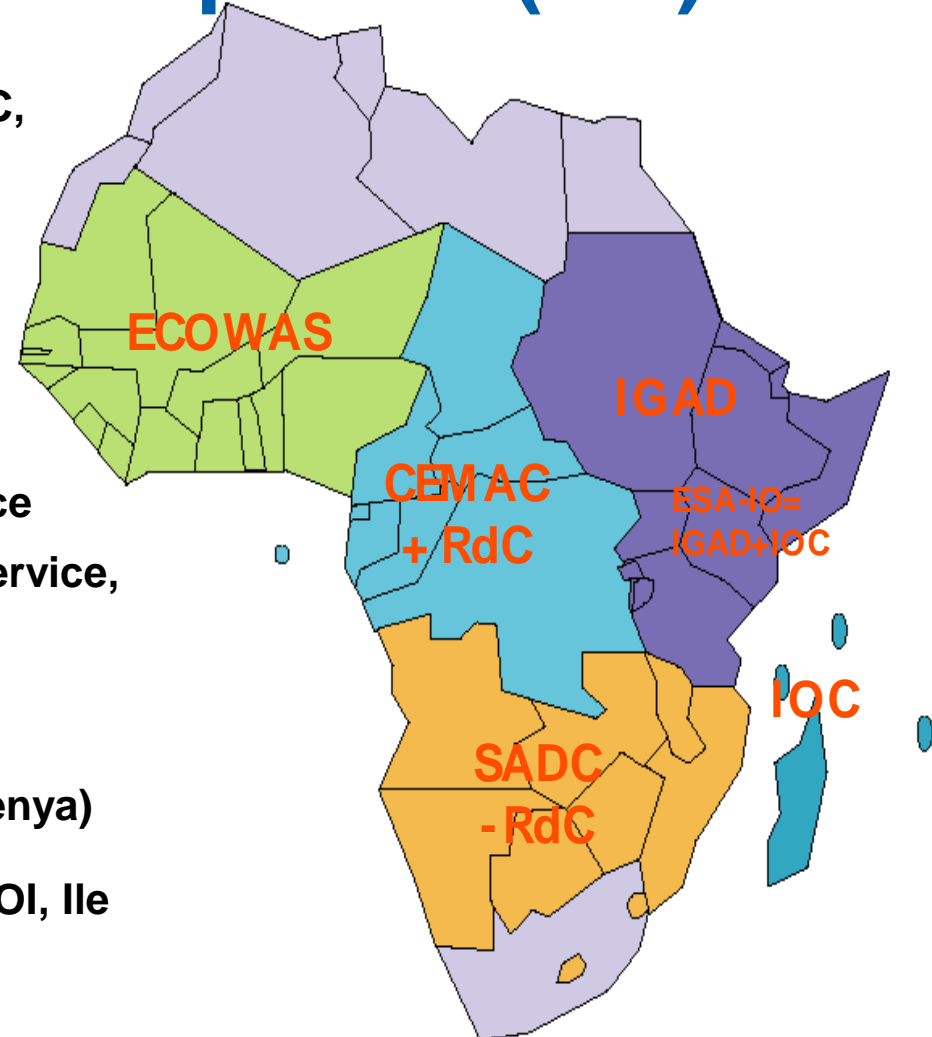 (
)
C,
ECOWAS
IGAD
CEMAC
+ RdC
ESA-IO=
IGAD+IOC
ce
ervice,
IOC
SADC
- RdC
enya)
OI, Ile